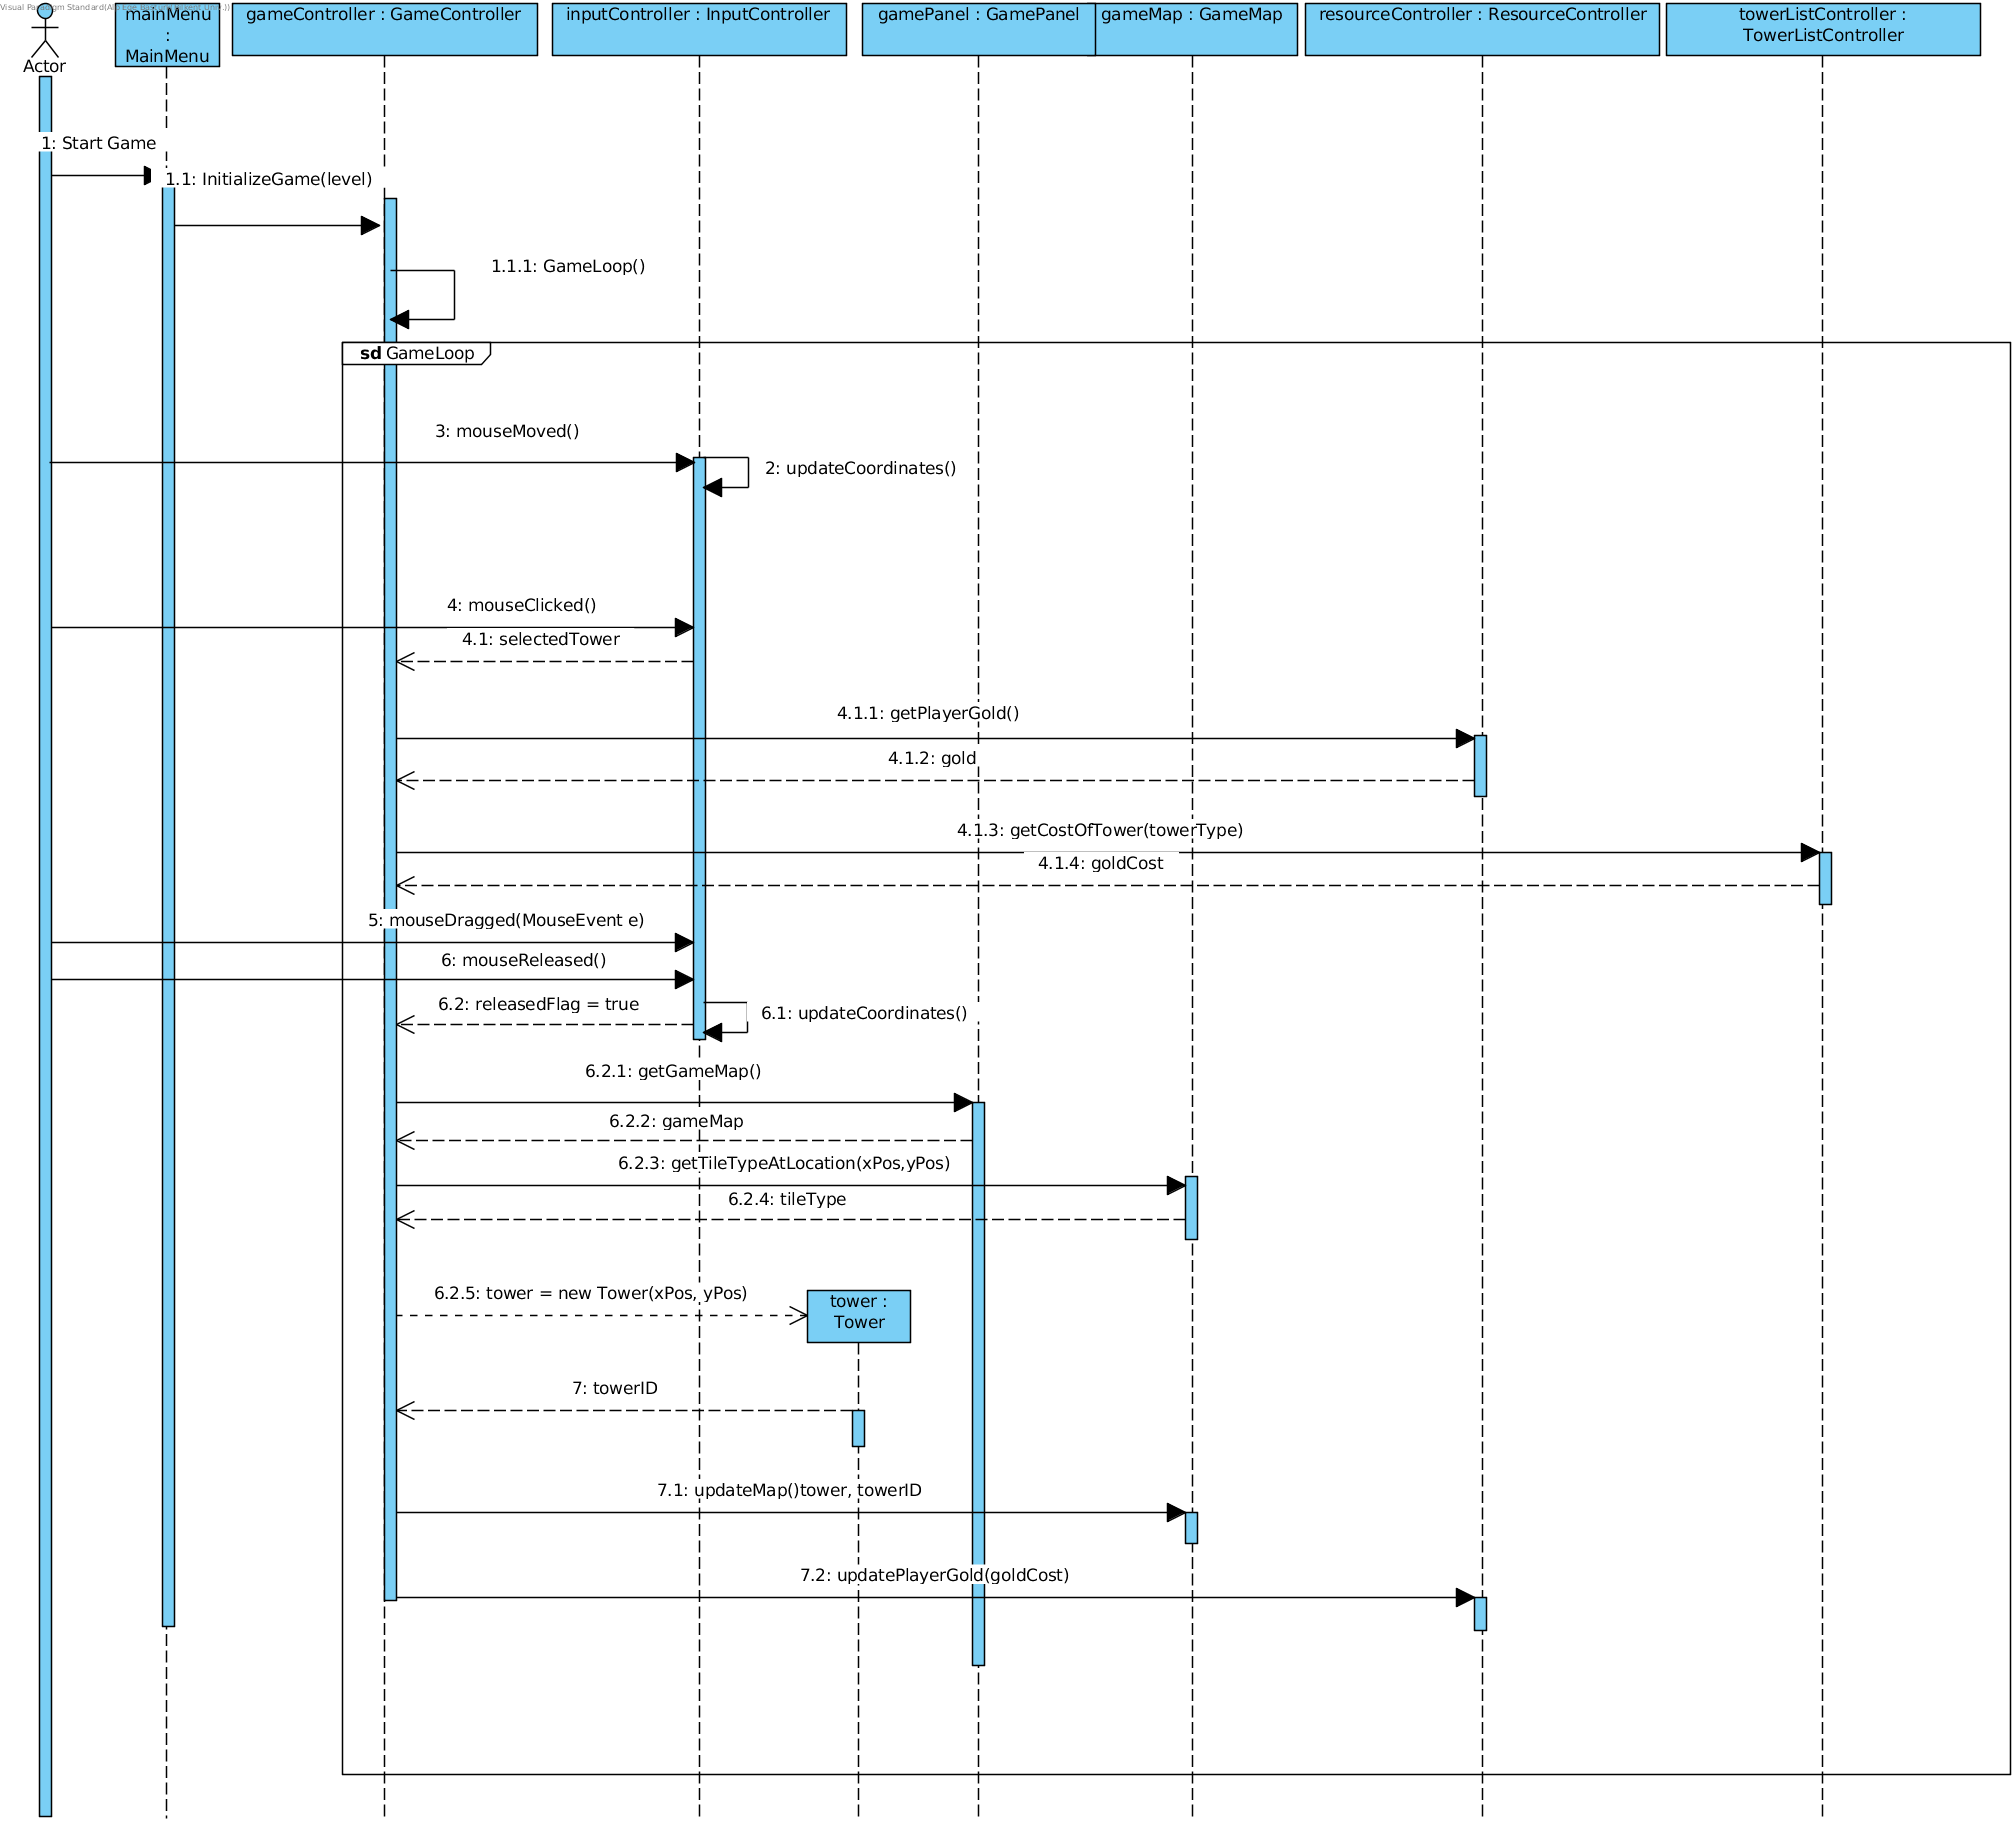 Visual Paradigm Standard
Actor
mainMenu
:
MainMenu
gameController : GameController
inputController : InputController
gamePanel : GamePanel
gameMap : GameMap
resourceController : ResourceController
towerListController :
TowerListController
1: Start Game
1.1: InitializeGame(level)
1.1.1: GameLoop()
sd GameLoop
3: mouseMoved()
2: updateCoordinates()
4: mouseClicked()
4.1: selectedTower
4.1.1: getPlayerGold()
4.1.2: gold
4.1.3: getCostOfTower(towerType)
4.1.4: goldCost
5: mouseDragged(MouseEvent e)
6: mouseReleased()
6.2: releasedFlag = true
6.1: updateCoordinates()
6.2.1: getGameMap()
6.2.2: gameMap
6.2.3: getTileTypeAtLocation(xPos,yPos)
6.2.4: tileType
6.2.5: tower = new Tower(xPos, yPos)
tower :
Tower
7: towerID
7.1: updateMap()tower, towerID
7.2: updatePlayerGold(goldCost)